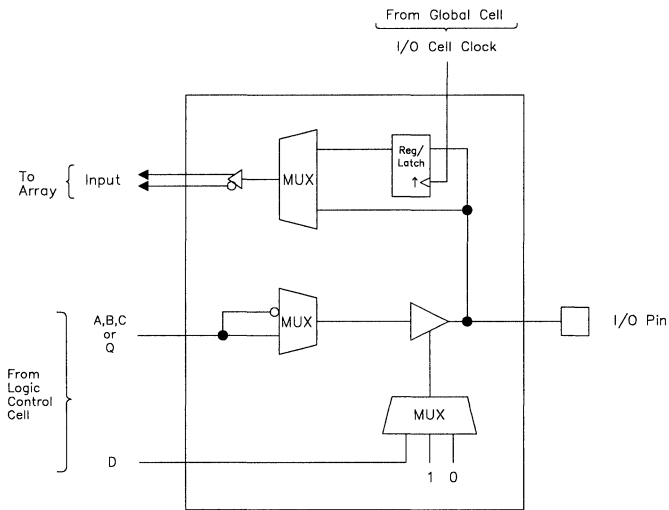 From Global Cell
I/O Cell Clock
Reg/
Latch
↑
To
Array
Input
MUX
A,B,C
or
Q
MUX
I/O Pin
From
Logic
Control
Cell
MUX
D
1 0